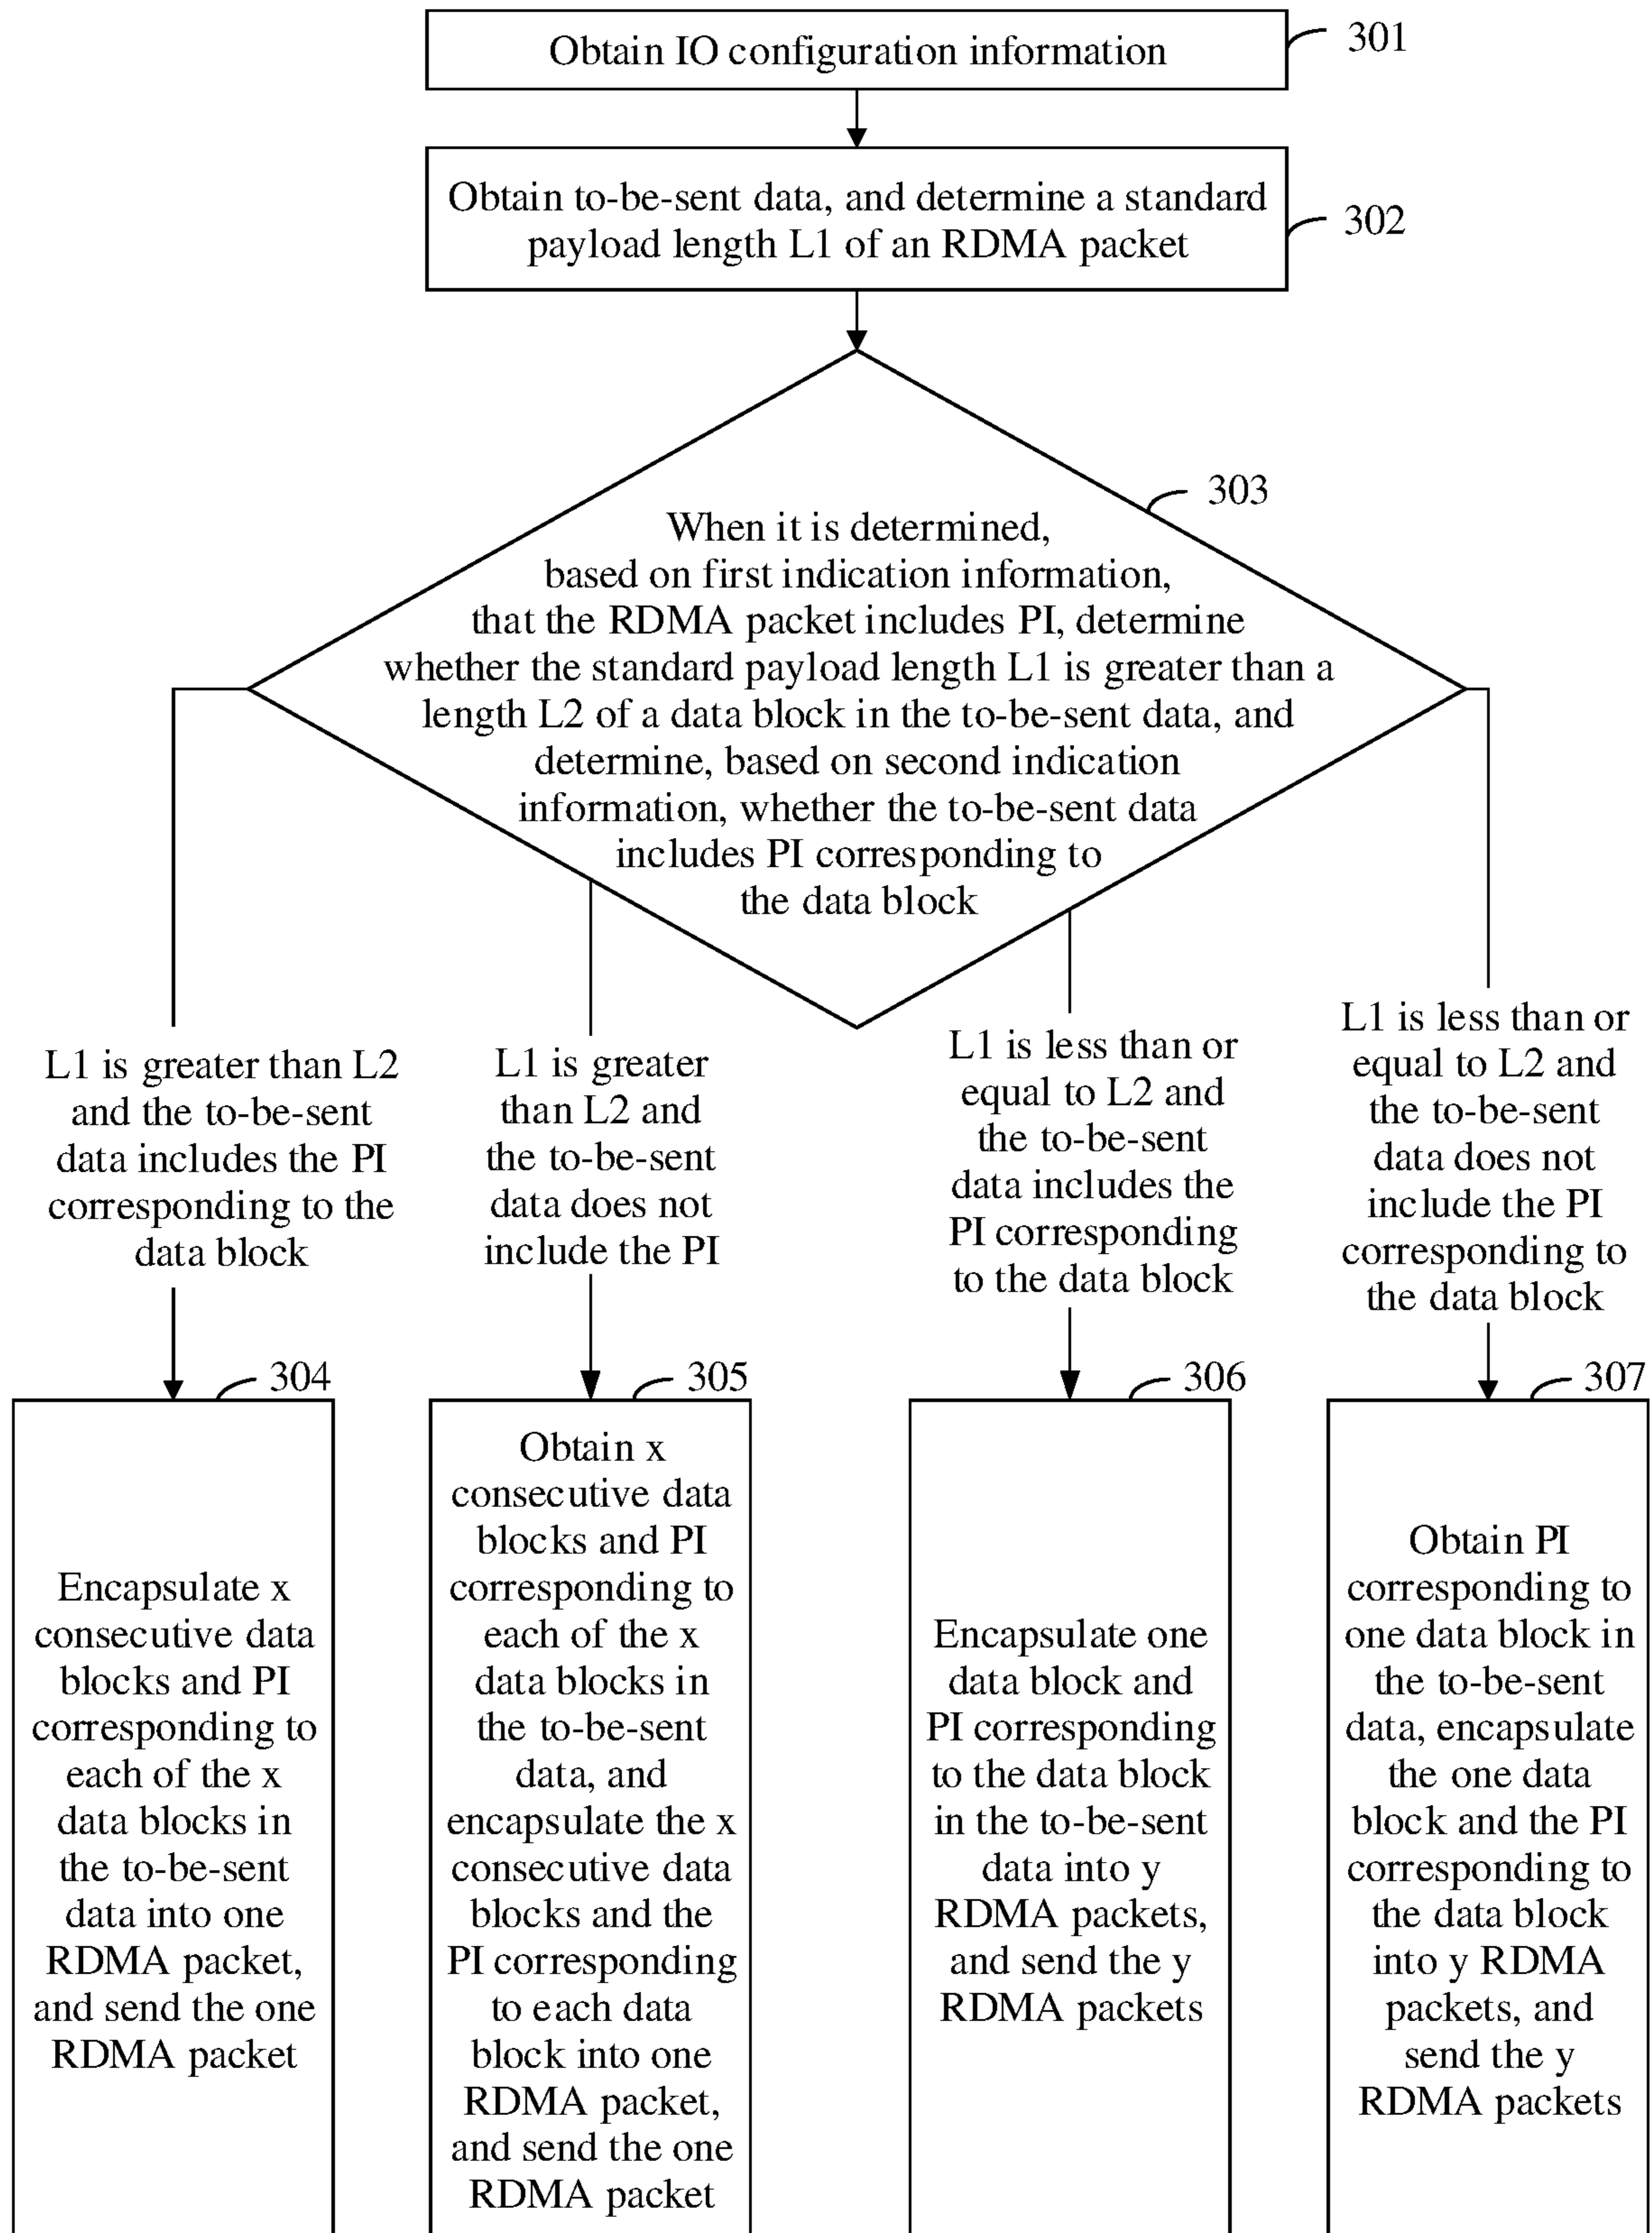 Obtain IO configuration information
301
Obtain to-be-sent data, and determine a standard
payload length L1 of an RDMA packet
302
303
When it is determined,
based on first indication information,
that the RDMA packet includes PI, determine
whether the standard payload length L1 is greater than a
length L2 of a data block in the to-be-sent data, and
determine, based on second indication
information, whether the to-be-sent data
includes PI corresponding to
the data block
L1 is greater than L2
and the to-be-sent
data includes the PI
corresponding to the
data block
L1 is greater
than L2 and
the to-be-sent
data does not
include the PI
L1 is less than or
equal to L2 and
the to-be-sent
data includes the
PI corresponding
to the data block
L1 is less than or
equal to L2 and
the to-be-sent
data does not
include the PI
corresponding to
the data block
304
Encapsulate x
consecutive data
blocks and PI
corresponding to
each of the x
data blocks in
the to-be-sent
data into one
RDMA packet,
and send the one
RDMA packet
305
Obtain x
consecutive data
blocks and PI
corresponding to
each of the x
data blocks in
the to-be-sent
data, and
encapsulate the x
consecutive data
blocks and the
PI corresponding
to each data
block into one
RDMA packet,
and send the one
RDMA packet
306
Encapsulate one
data block and
PI corresponding
to the data block
in the to-be-sent
data into y
RDMA packets,
and send the y
RDMA packets
307
Obtain PI
corresponding to
one data block in
the to-be-sent
data, encapsulate
the one data
block and the PI
corresponding to
the data block
into y RDMA
packets, and
send the y
RDMA packets